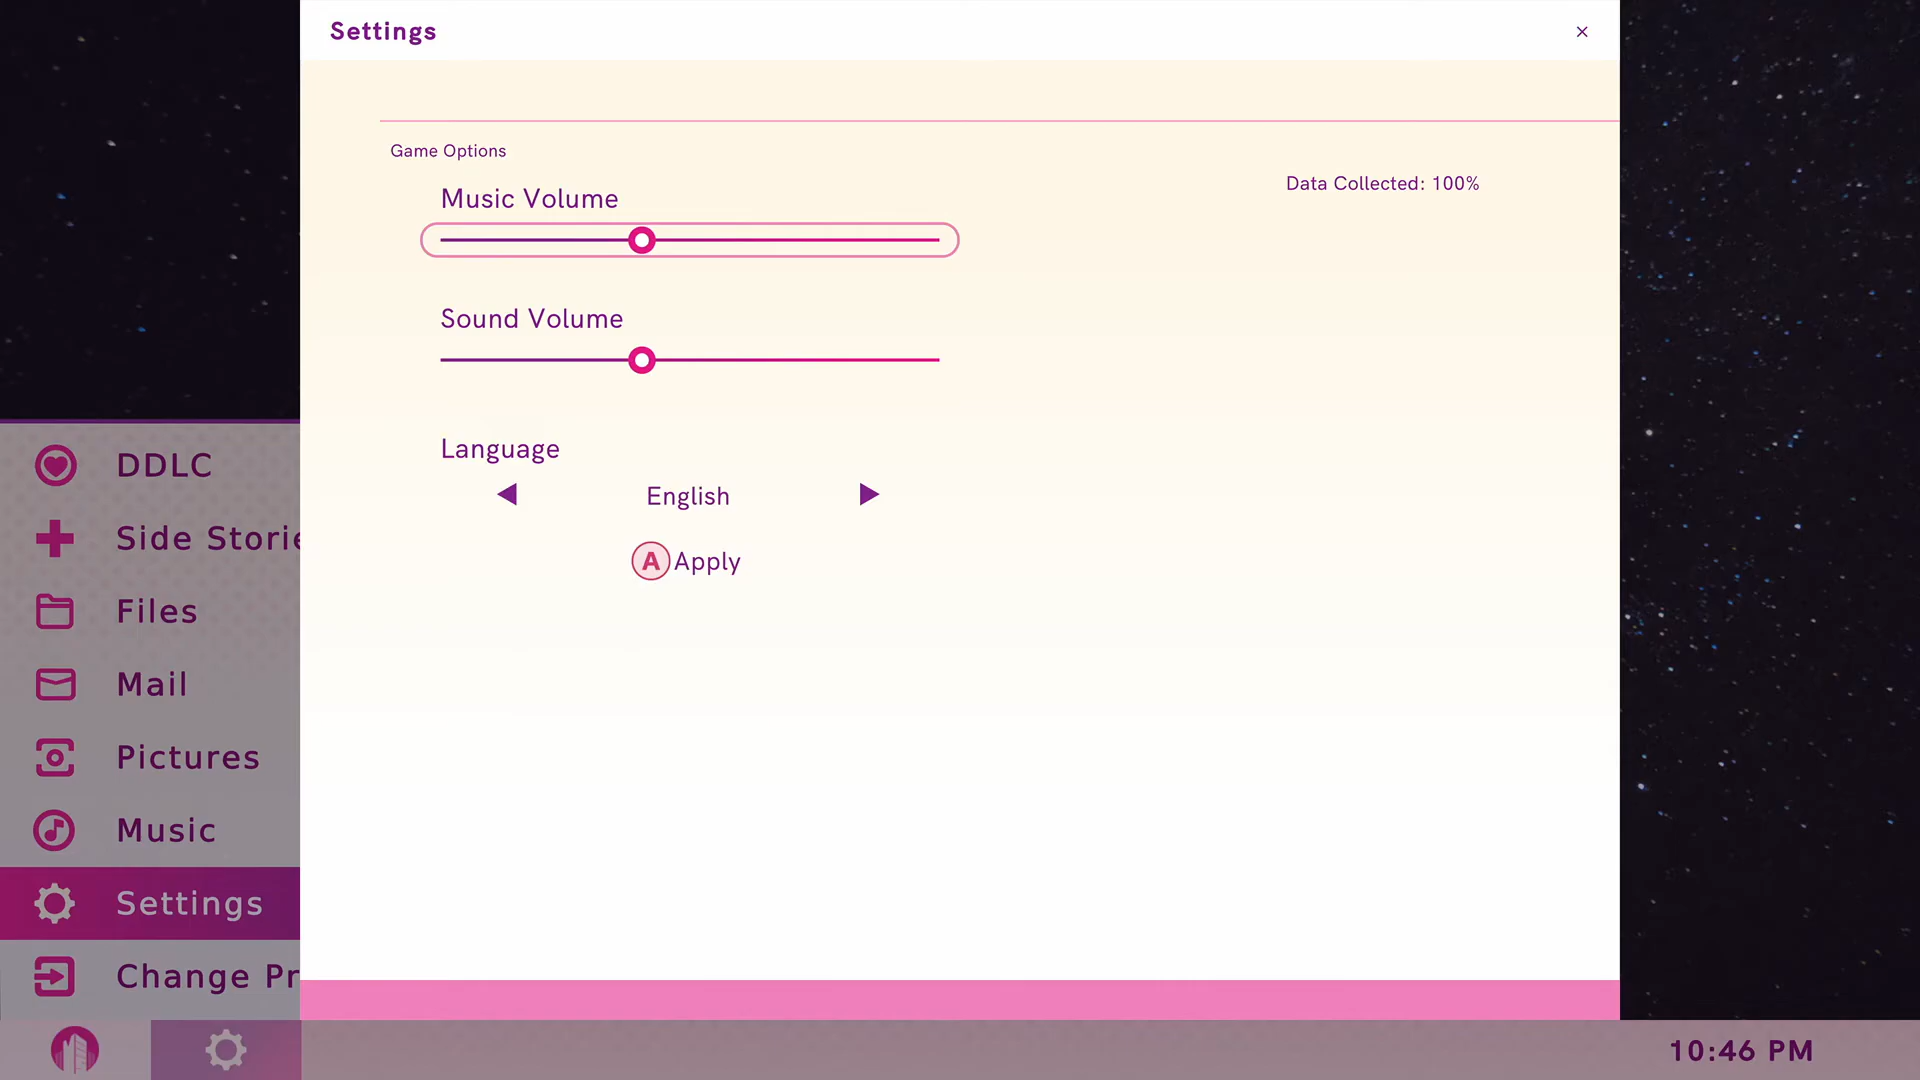 Settings
×
Game Options
Data Collected: 100%
Music Volume
Sound Volume
Language
English
A Apply
DDLC
Side Storie
Files
Mail
Pictures
Music
Settings
Change Pr
10:46 PM